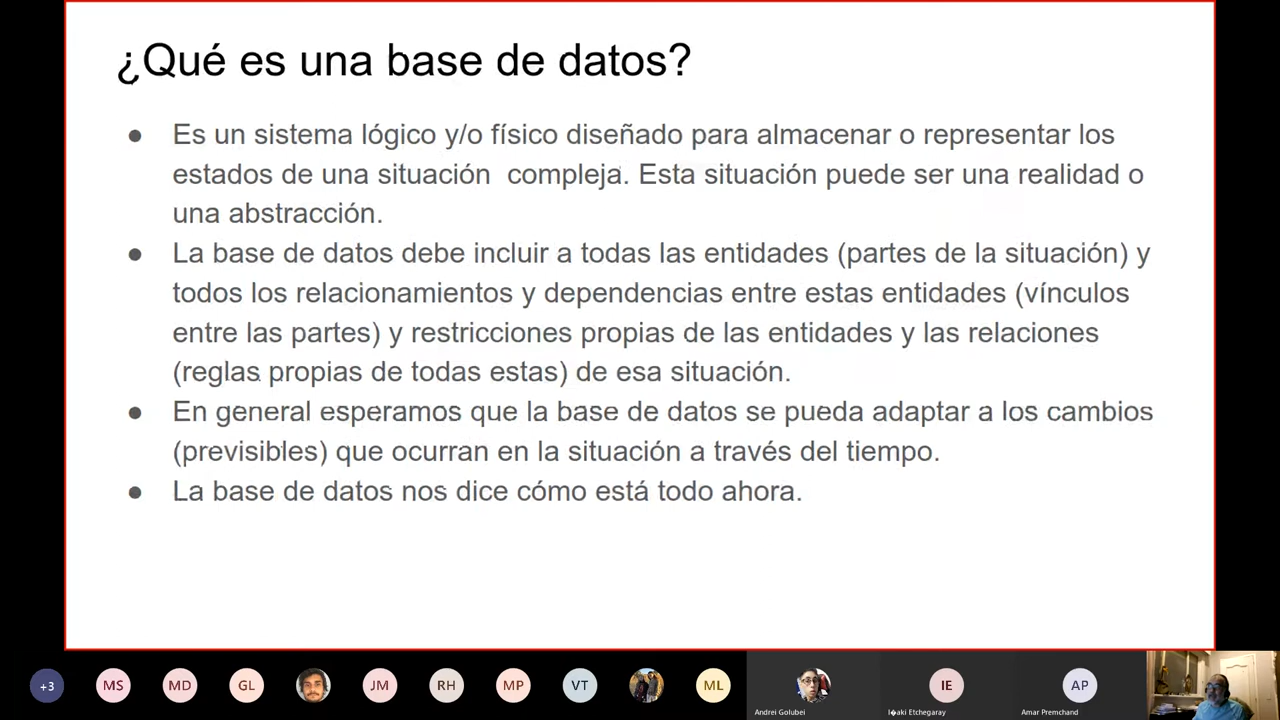 ¿Qué es una base de datos?
● Es un sistema lógico y/o físico diseñado para almacenar o representar los
estados de una situación compleja. Esta situación puede ser una realidad o
una abstracción.
● La base de datos debe incluir a todas las entidades (partes de la situación) y
todos los relacionamientos y dependencias entre estas entidades (vínculos
entre las partes) y restricciones propias de las entidades y las relaciones
(reglas propias de todas estas) de esa situación.
● En general esperamos que la base de datos se pueda adaptar a los cambios
(previsibles) que ocurran en la situación a través del tiempo.
● La base de datos nos dice cómo está todo ahora.
+3 MS MD GL JM RH MP VT ML IE AP
Andrei Golubei I�aki Etchegaray Amar Premchand